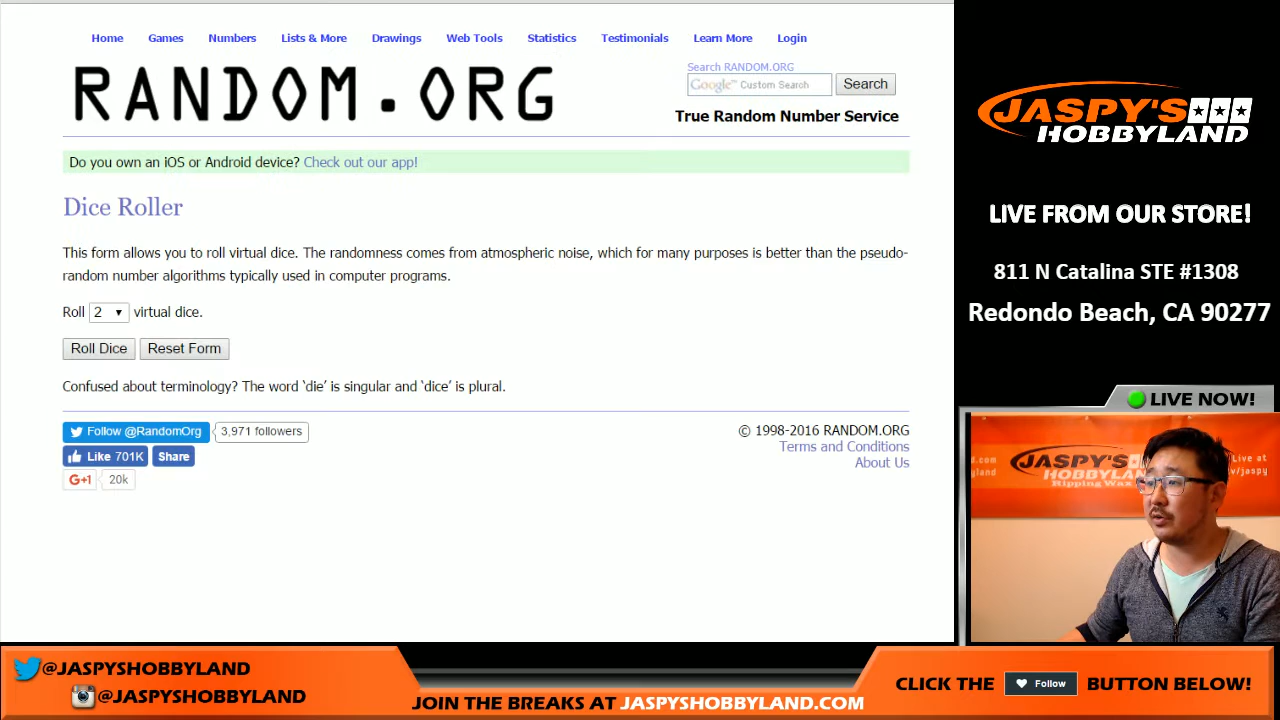 Home Games Numbers Lists & More Drawings Web Tools Statistics Testimonials Learn More Login
RANDOM.ORG
Search RANDOM.ORG
Google™ Custom Search Search
True Random Number Service
Do you own an iOS or Android device? Check out our app!
Dice Roller
This form allows you to roll virtual dice. The randomness comes from atmospheric noise, which for many purposes is better than the pseudo-
random number algorithms typically used in computer programs.
Roll 2 virtual dice.
Roll Dice Reset Form
Confused about terminology? The word ‘die’ is singular and ‘dice’ is plural.
Follow @RandomOrg 3,971 followers
Like 701K Share
G+1 20k
© 1998-2016 RANDOM.ORG
Terms and Conditions
About Us
JASPY'S
HOBBYLAND
LIVE FROM OUR STORE!
811 N Catalina STE #1308
Redondo Beach, CA 90277
LIVE NOW!
JASPY'S
HOBBYLAN
Ripping Wax
d.com
yland
Live at
v/jaspy
@JASPYSHOBBYLAND
@JASPYSHOBBYLAND
JOIN THE BREAKS AT JASPYSHOBBYLAND.COM
CLICK THE Follow BUTTON BELOW!